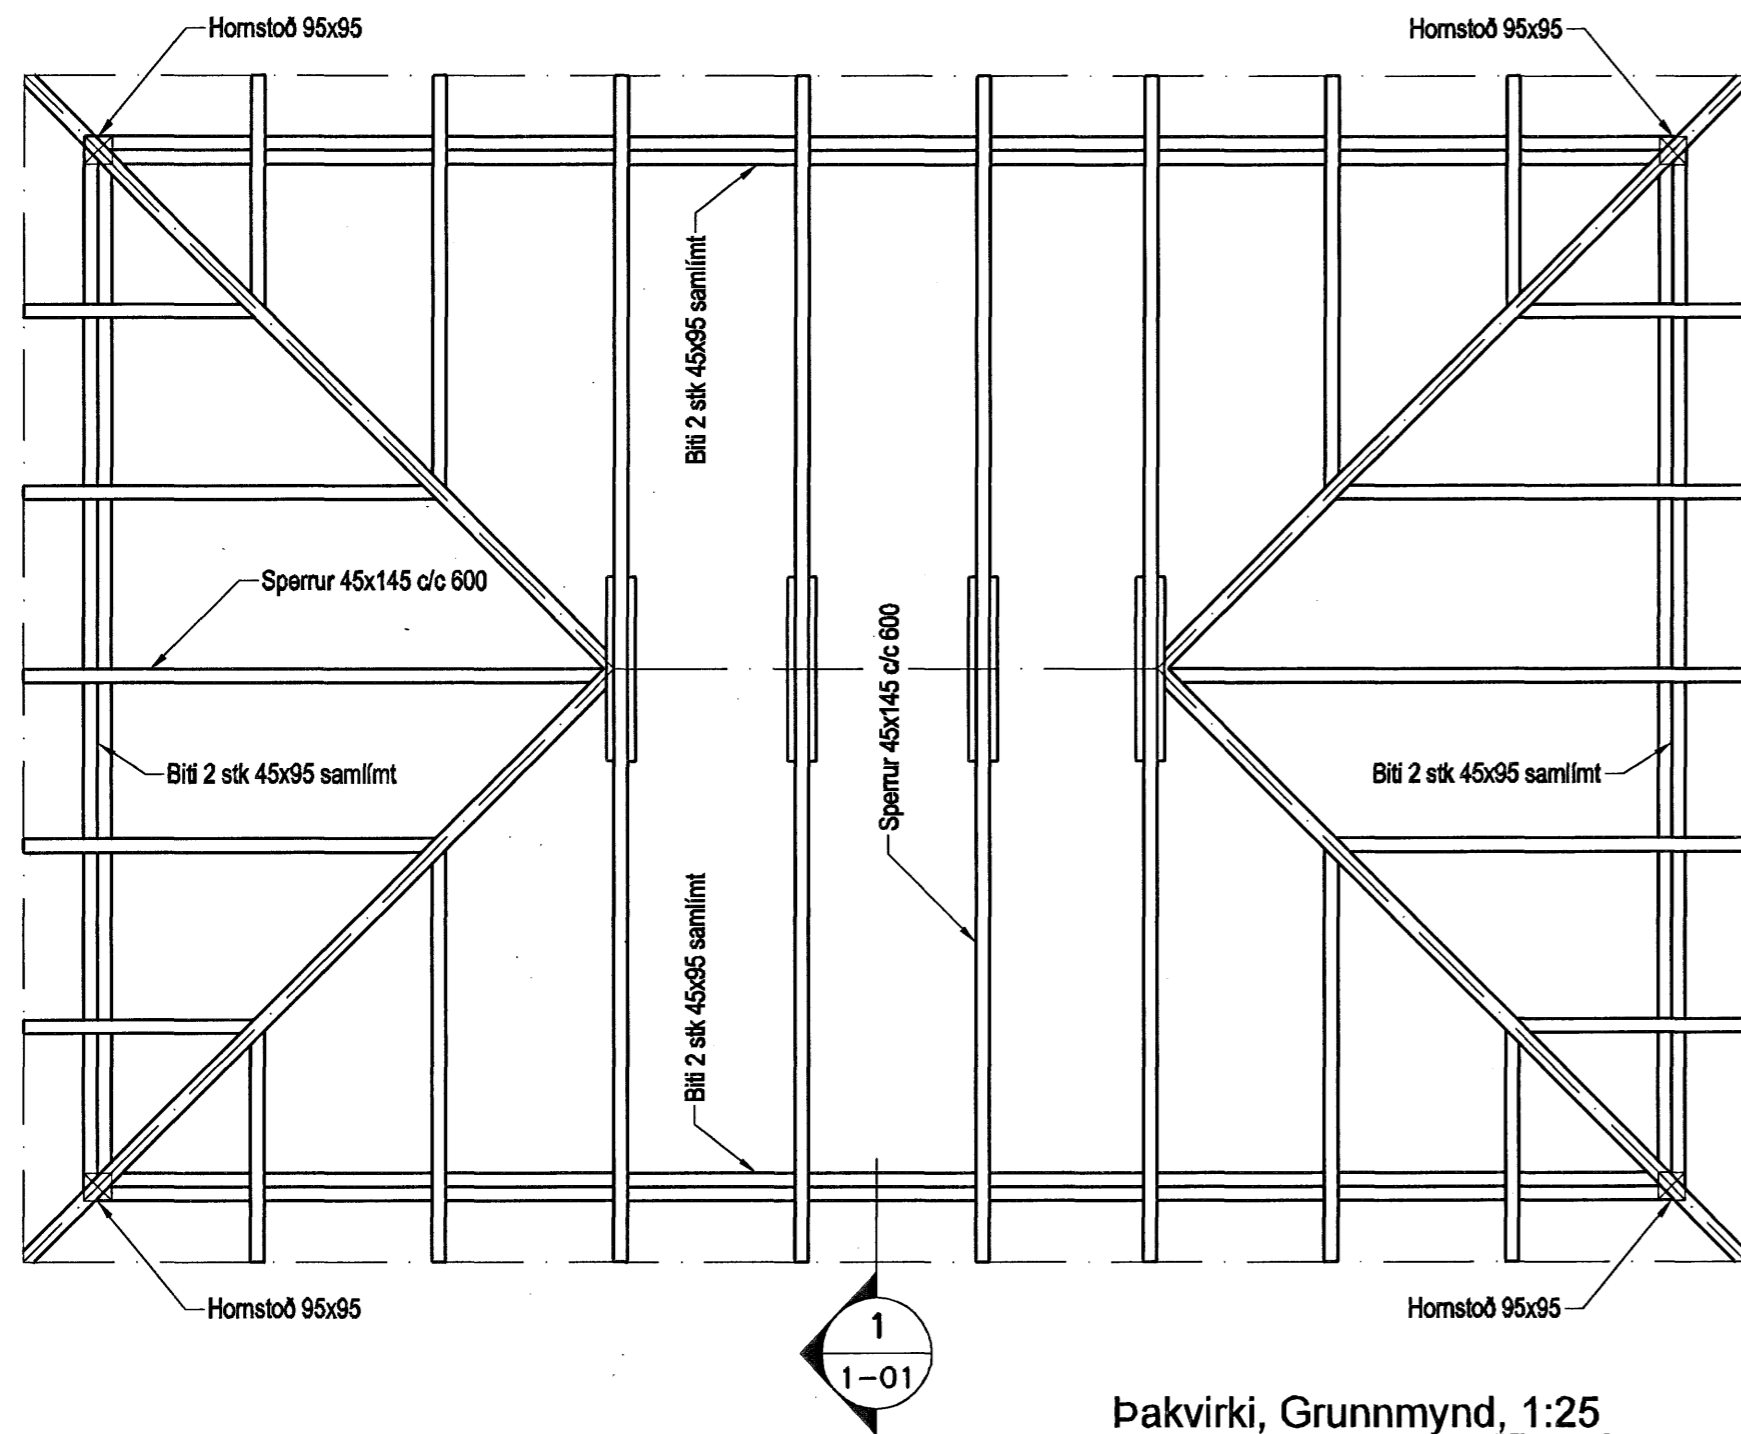 Hornstoð 95x95
Hornstoð 95x95
Biti 2 stk 45x95 samlímt
Sperrur 45x145 c/c 600
Sperrur 45x145 c/c 600
Biti 2 stk 45x95 samlímt
Biti 2 stk 45x95 samlímt
Biti 2 stk 45x95 samlímt
Hornstoð 95x95
Hornstoð 95x95
1
1-01
Þakvirki, Grunnmynd, 1:25